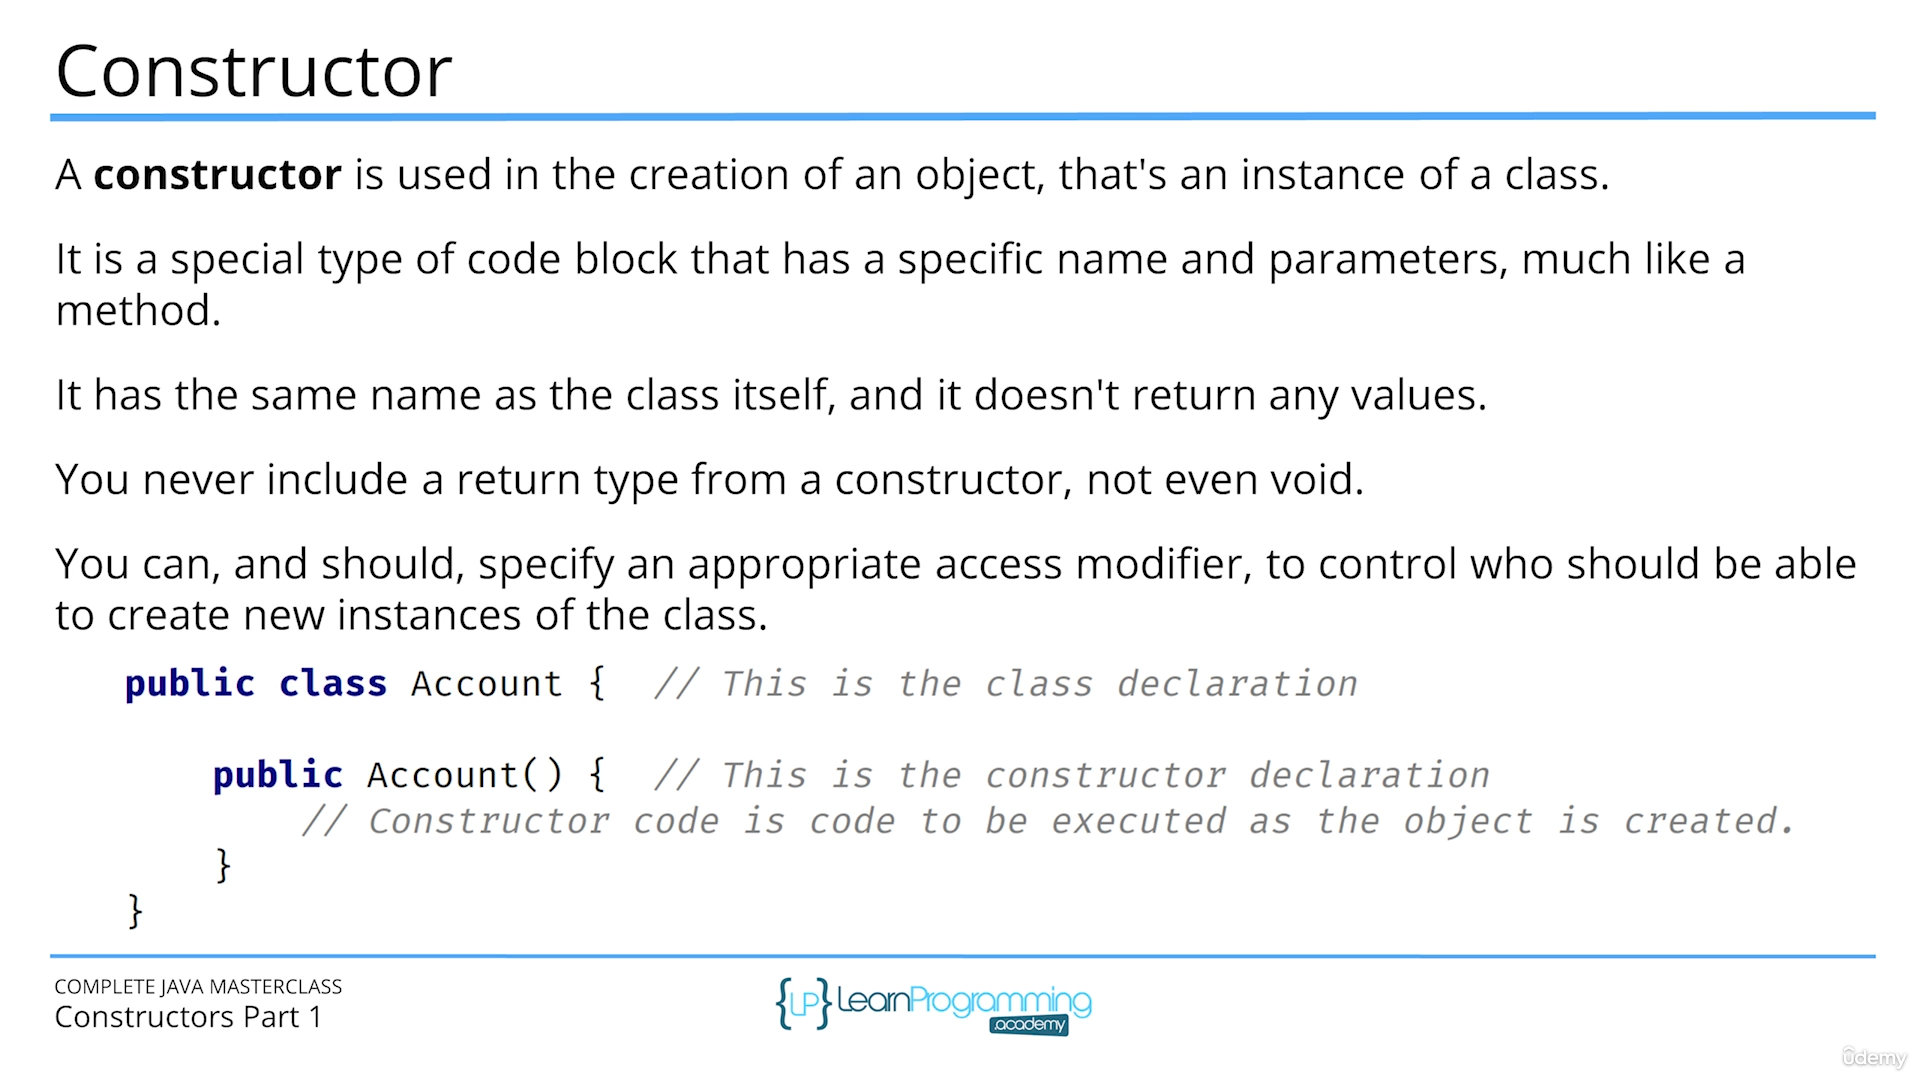 Constructor
A constructor is used in the creation of an object, that's an instance of a class.
It is a special type of code block that has a specific name and parameters, much like a
method.
It has the same name as the class itself, and it doesn't return any values.
You never include a return type from a constructor, not even void.
You can, and should, specify an appropriate access modifier, to control who should be able
to create new instances of the class.
public class Account {  // This is the class declaration
public Account() {  // This is the constructor declaration
// Constructor code is code to be executed as the object is created.
}
}
COMPLETE JAVA MASTERCLASS
Constructors Part 1
{LP} LearnProgramming
.academy
ûdemy